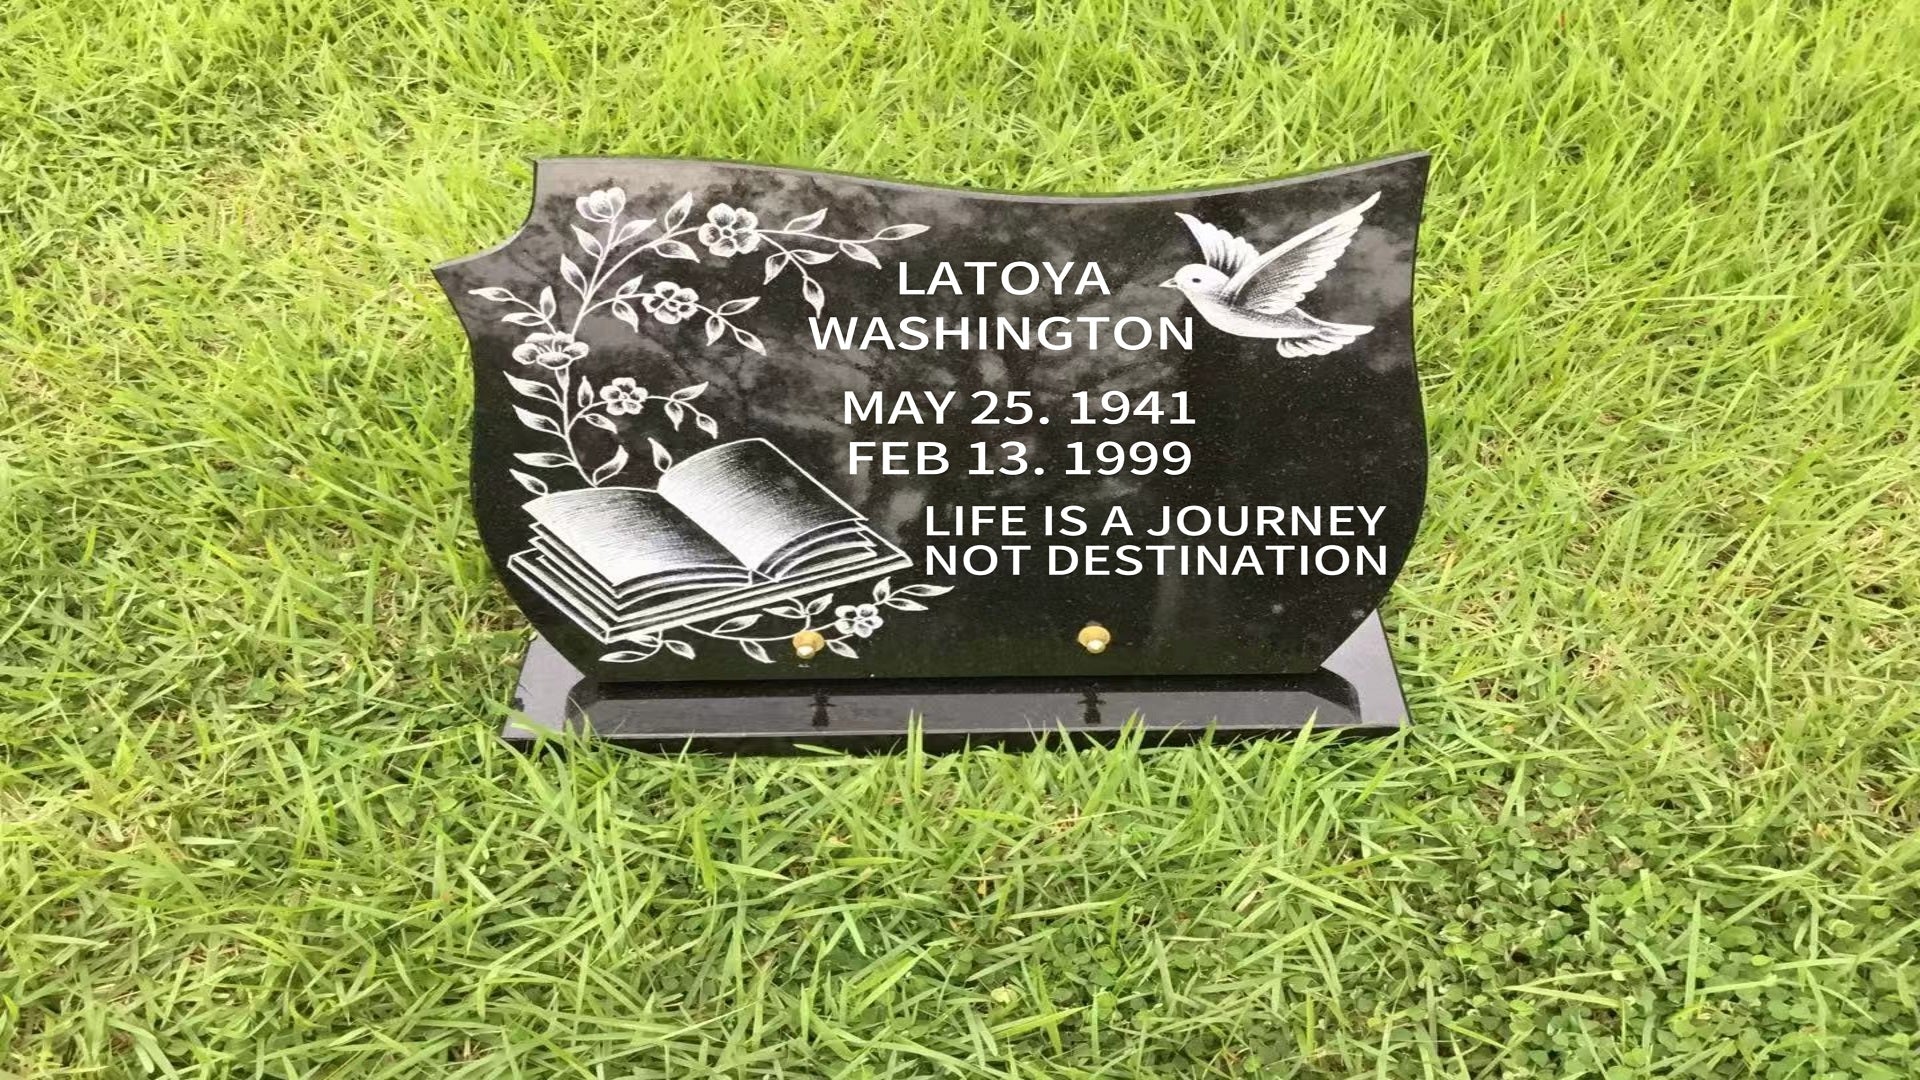 LATOYA
WASHINGTON
MAY 25. 1941
FEB 13. 1999
LIFE IS A JOURNEY
NOT DESTINATION